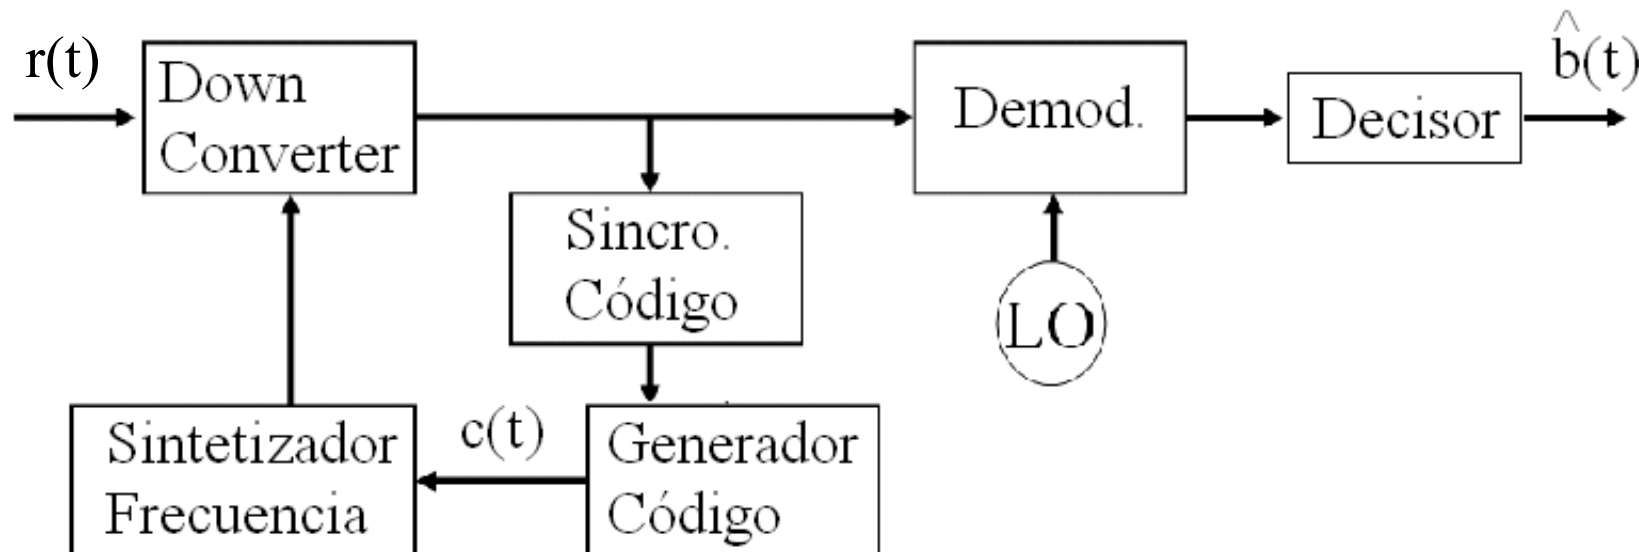 r(t)
Down
Converter
Demod.
Decisor
b̂(t)
Sincro.
Código
LO
Sintetizador
Frecuencia
c(t)
Generador
Código